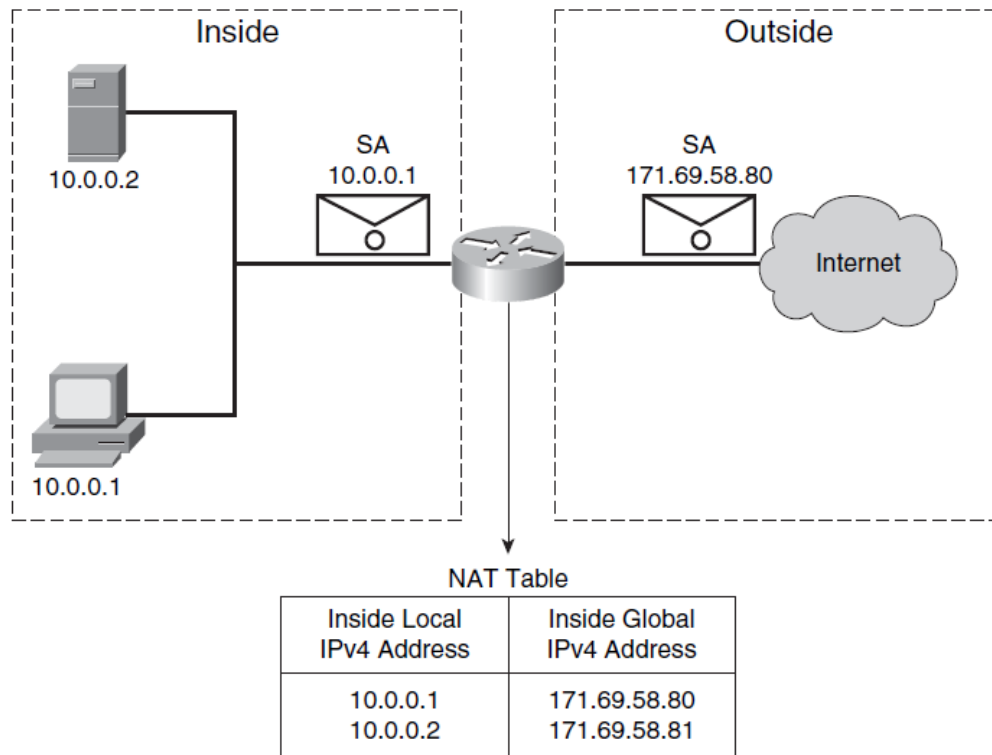 Inside
Outside
10.0.0.2
SA
10.0.0.1
SA
171.69.58.80
Internet
10.0.0.1
NAT Table
Inside Local
IPv4 Address
Inside Global
IPv4 Address
10.0.0.1 171.69.58.80
10.0.0.2 171.69.58.81